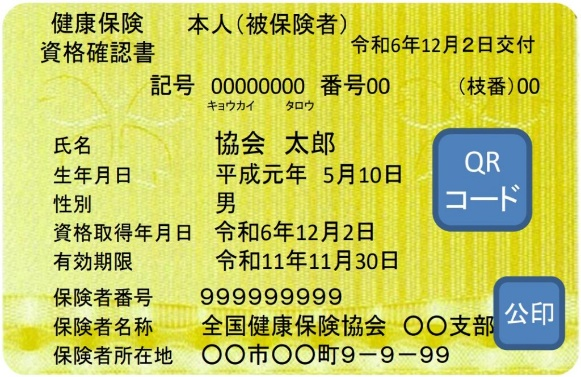 健康保険 本人（被保険者）
資格確認書 令和6年12月２日交付
記号 00000000 番号00 （枝番）00
キョウカイ タロウ
氏名 協会 太郎
生年月日 平成元年 5月10日
性別 男
資格取得年月日 令和6年12月2日
有効期限 令和11年11月30日
QR
コード
保険者番号 ９９９９９９９９９
保険者名称 全国健康保険協会 〇〇支部
保険者所在地 〇〇市〇〇町９－９－９９
公印